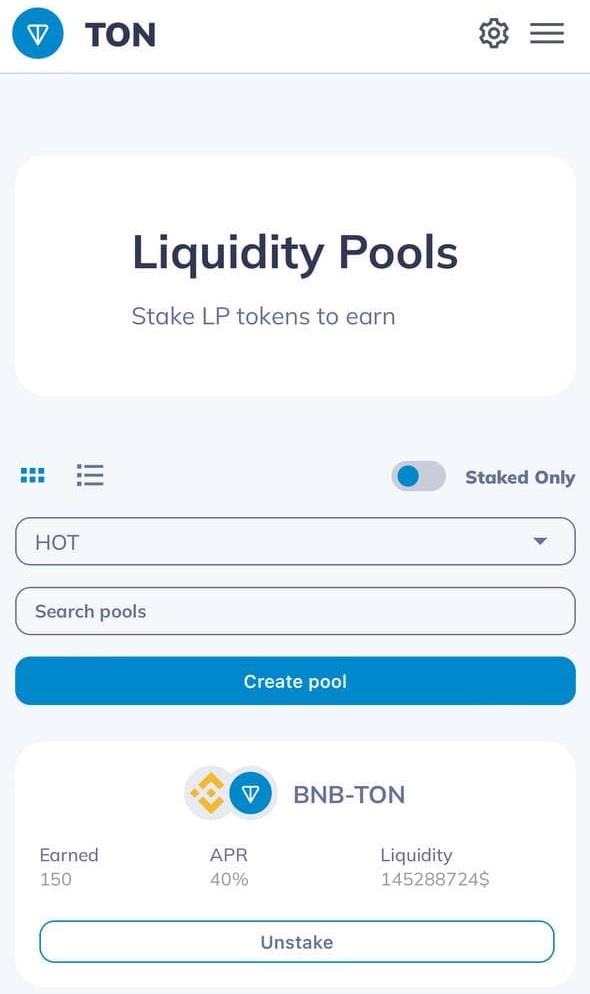 TON
Liquidity Pools
Stake LP tokens to earn
Staked Only
HOT
Search pools
Create pool
BNB-TON
Earned APR Liquidity
150 40% 145288724$
Unstake